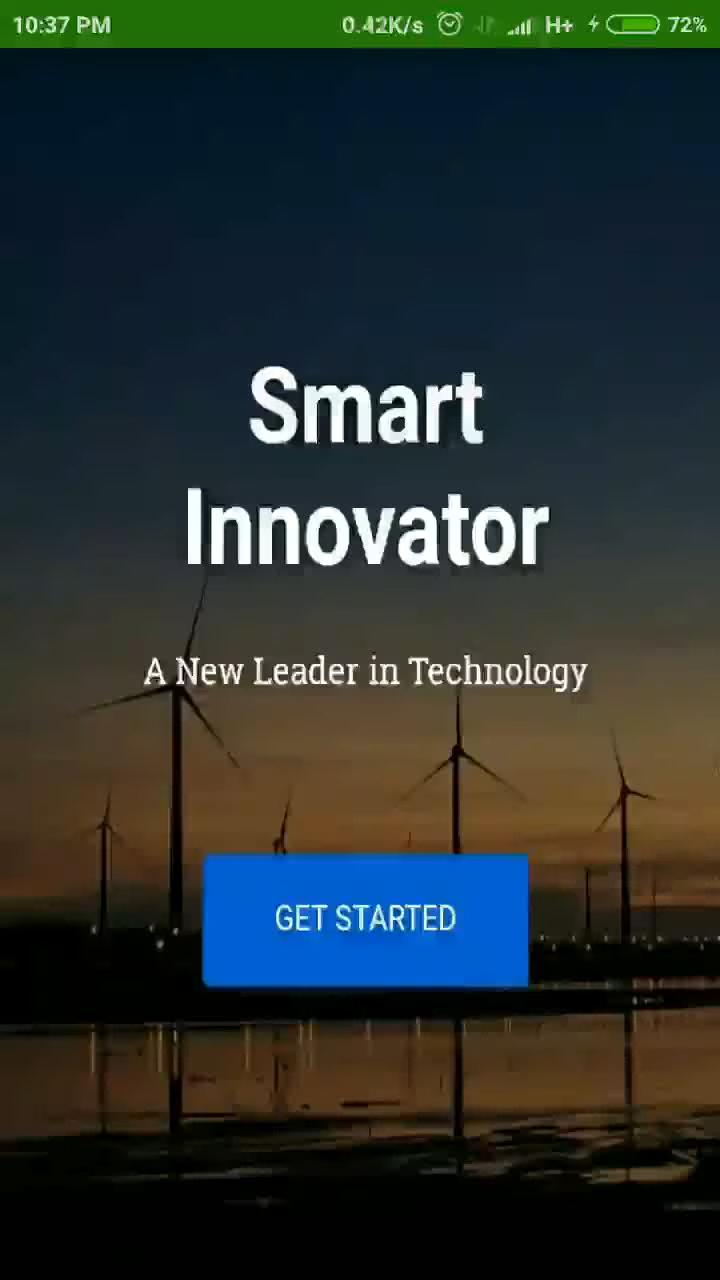 10:37 PM 0.42K/s H+ 72%
Smart
Innovator
A New Leader in Technology
GET STARTED